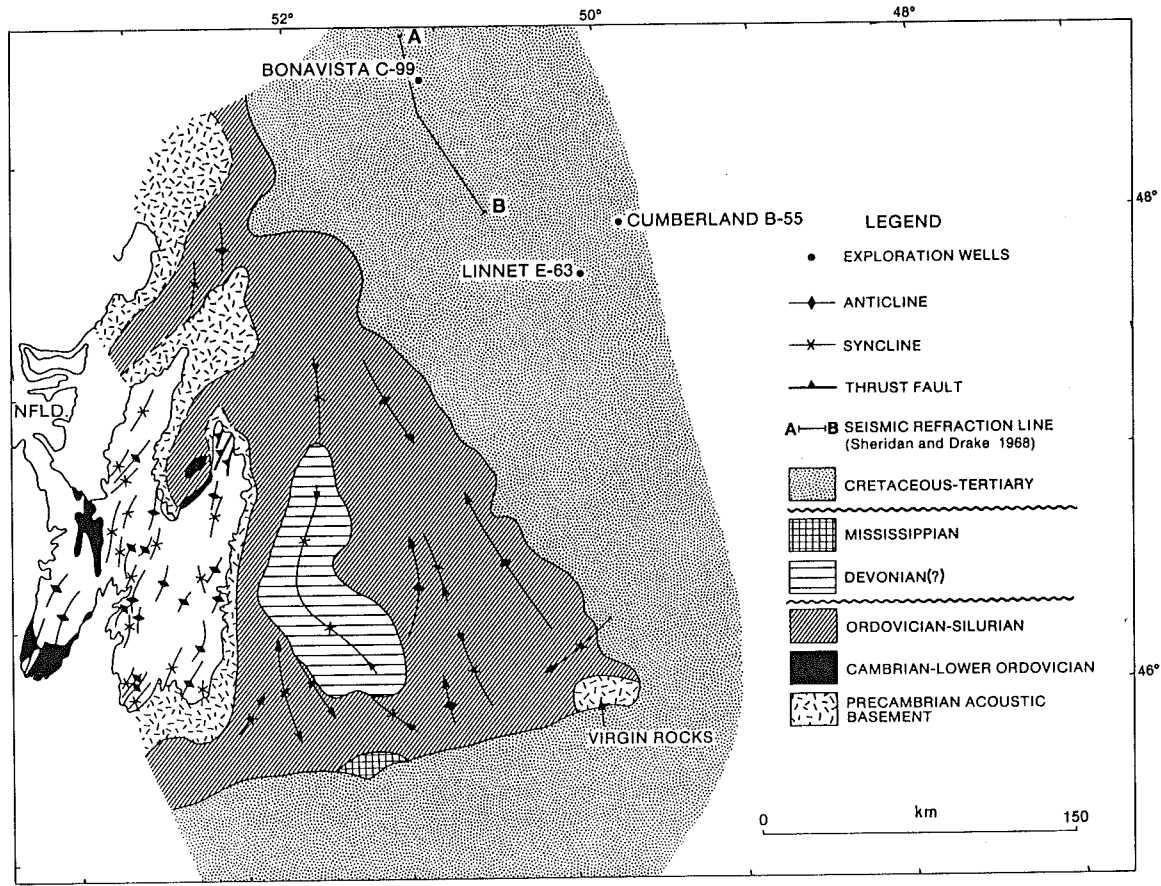 52°
50°
48°
A
BONAVISTA C-99
B
48°
CUMBERLAND B-55
LINNET E-63
LEGEND
EXPLORATION WELLS
ANTICLINE
SYNCLINE
THRUST FAULT
A B SEISMIC REFRACTION LINE
(Sheridan and Drake 1968)
CRETACEOUS-TERTIARY
MISSISSIPPIAN
DEVONIAN(?)
ORDOVICIAN-SILURIAN
CAMBRIAN-LOWER ORDOVICIAN
PRECAMBRIAN ACOUSTIC
BASEMENT
NFLD.
46°
VIRGIN ROCKS
km
0 150